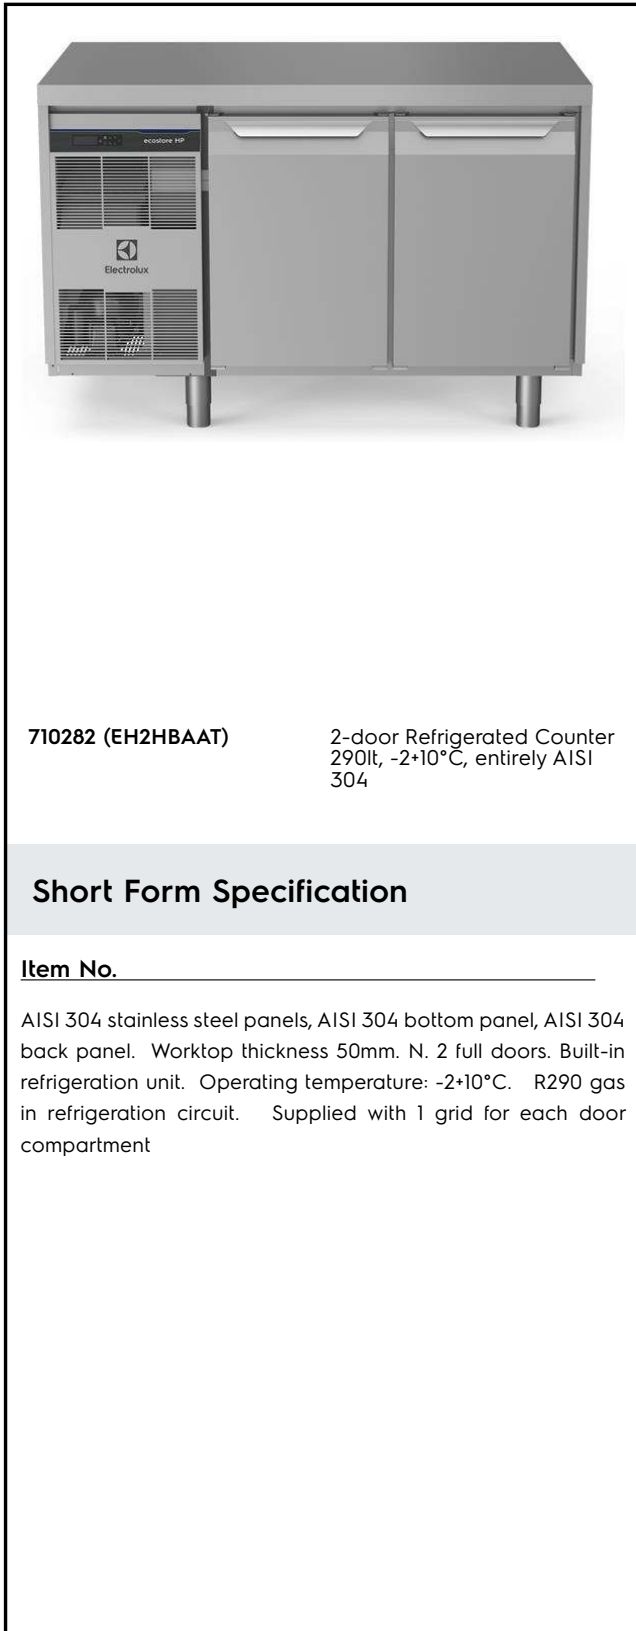 ecostore HP
Electrolux
710282 (EH2HBAAT)
2-door Refrigerated Counter
290lt, -2+10°C, entirely AISI
304
Short Form Specification
Item No.
AISI 304 stainless steel panels, AISI 304 bottom panel, AISI 304
back panel. Worktop thickness 50mm. N. 2 full doors. Built-in
refrigeration unit. Operating temperature: -2+10°C. R290 gas
in refrigeration circuit. Supplied with 1 grid for each door
compartment